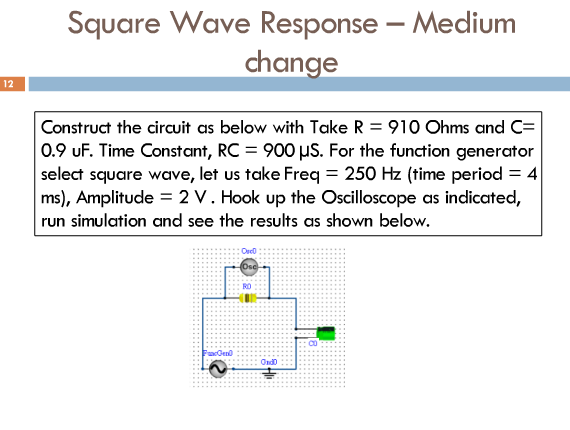 Square Wave Response – Medium
change
12
Construct the circuit as below with Take R = 910 Ohms and C=
0.9 uF. Time Constant, RC = 900 µS. For the function generator
select square wave, let us take Freq = 250 Hz (time period = 4
ms), Amplitude = 2 V . Hook up the Oscilloscope as indicated,
run simulation and see the results as shown below.
Osc0
Osc
R0
C0
FuncGen0
Gnd0